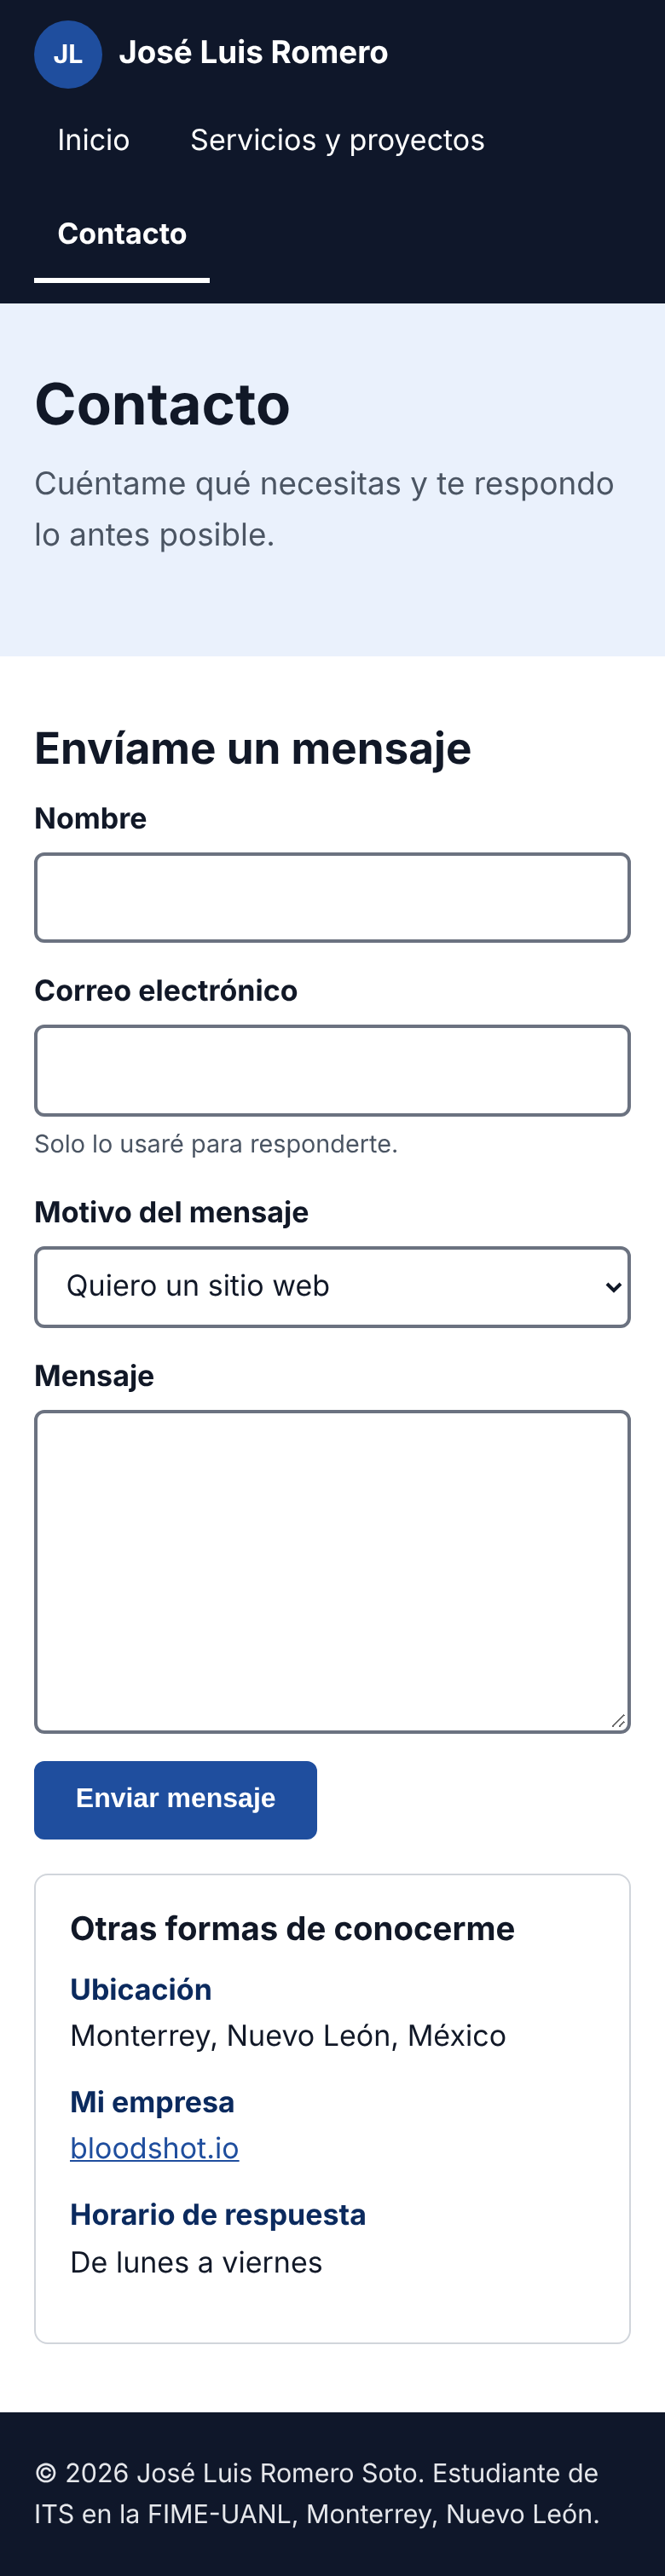 JL José Luis Romero
Inicio Servicios y proyectos
Contacto
Contacto
Cuéntame qué necesitas y te respondo
lo antes posible.
Envíame un mensaje
Nombre
Correo electrónico
Solo lo usaré para responderte.
Motivo del mensaje
Quiero un sitio web
Mensaje
Enviar mensaje
Otras formas de conocerme
Ubicación
Monterrey, Nuevo León, México
Mi empresa
bloodshot.io
Horario de respuesta
De lunes a viernes
© 2026 José Luis Romero Soto. Estudiante de
ITS en la FIME-UANL, Monterrey, Nuevo León.